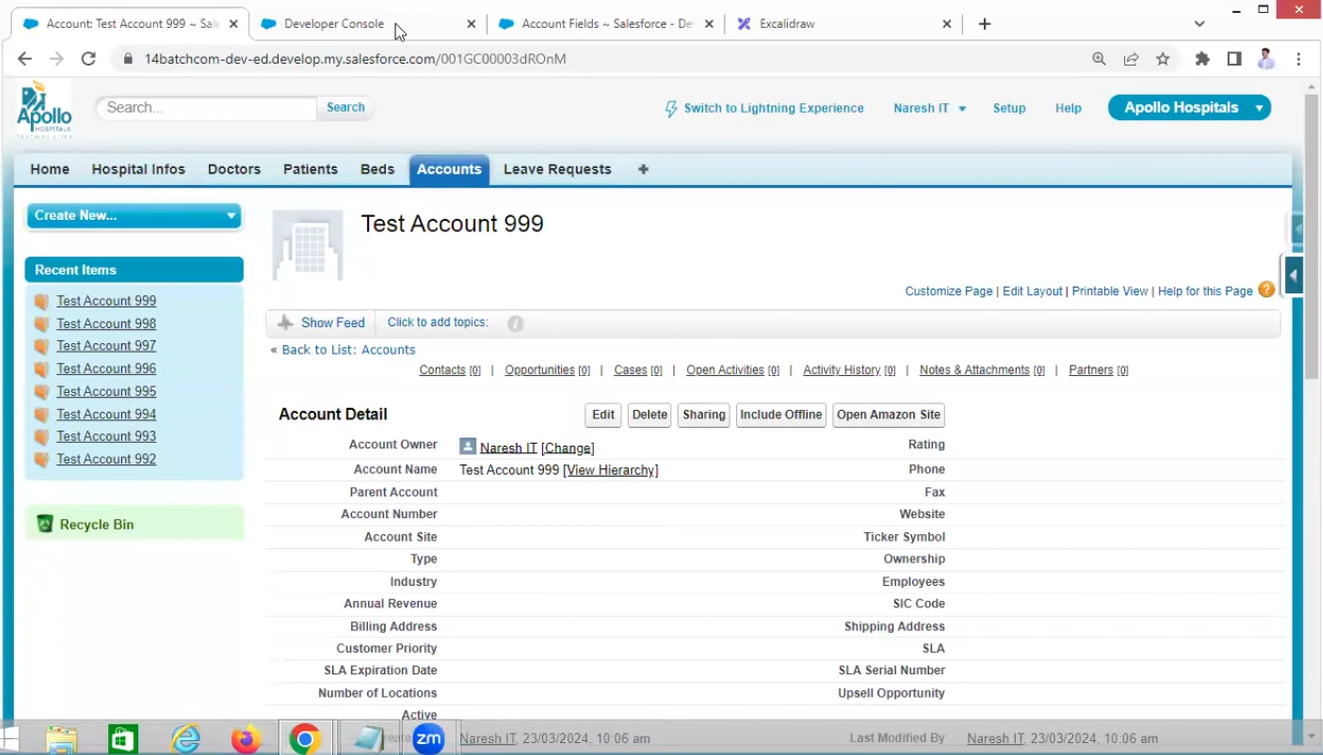 Account: Test Account 999 ~ Sal
Developer Console
Account Fields ~ Salesforce - De
Excalidraw
14batchcom-dev-ed.develop.my.salesforce.com/001GC00003dROnM
Apollo
HOSPITALS
Search...
Search
Switch to Lightning Experience
Naresh IT
Setup
Help
Apollo Hospitals
Home
Hospital Infos
Doctors
Patients
Beds
Accounts
Leave Requests
Create New...
Recent Items
Test Account 999
Test Account 998
Test Account 997
Test Account 996
Test Account 995
Test Account 994
Test Account 993
Test Account 992
Recycle Bin
Test Account 999
Customize Page | Edit Layout | Printable View | Help for this Page
Show Feed
Click to add topics:
« Back to List: Accounts
Contacts [0] | Opportunities [0] | Cases [0] | Open Activities [0] | Activity History [0] | Notes & Attachments [0] | Partners [0]
Account Detail
Edit
Delete
Sharing
Include Offline
Open Amazon Site
Account Owner Naresh IT [Change] Rating
Account Name Test Account 999 [View Hierarchy] Phone
Parent Account Fax
Account Number Website
Account Site Ticker Symbol
Type Ownership
Industry Employees
Annual Revenue SIC Code
Billing Address Shipping Address
Customer Priority SLA
SLA Expiration Date SLA Serial Number
Number of Locations Upsell Opportunity
Active
Naresh IT, 23/03/2024, 10:06 am Last Modified By Naresh IT, 23/03/2024, 10:06 am
zm